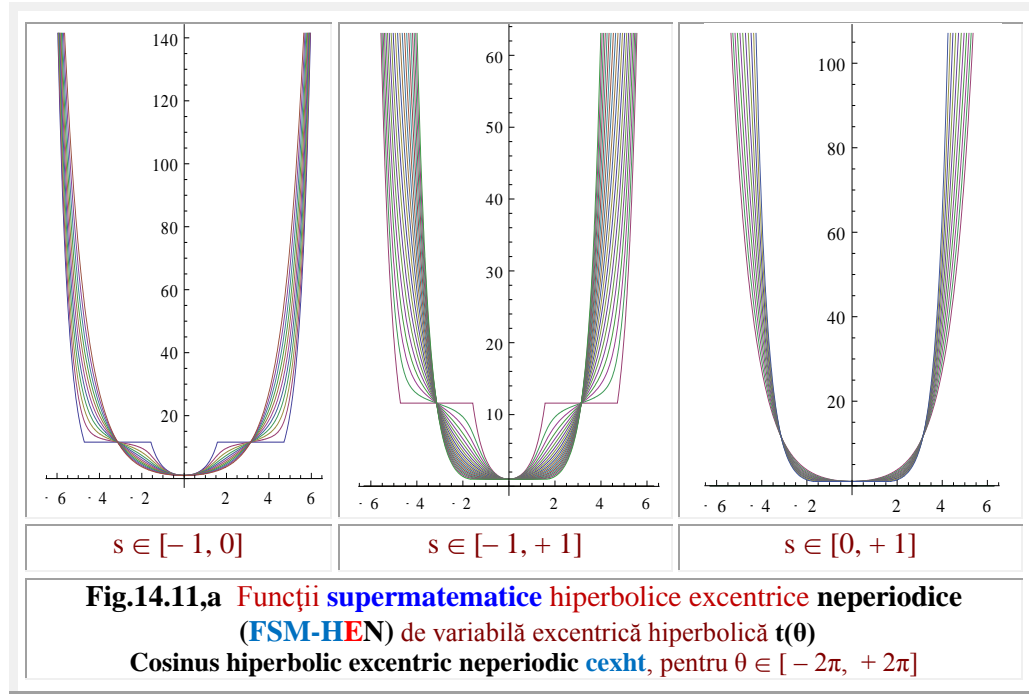 140
120
100
80
60
40
20
- 6 - 4 - 2 2 4 6
60
50
40
30
20
10
- 6 - 4 - 2 2 4 6
100
80
60
40
20
- 6 - 4 - 2 2 4 6
s ∈ [– 1, 0]
s ∈ [– 1, + 1]
s ∈ [0, + 1]
Fig.14.11,a Funcţii supermatematice hiperbolice excentrice neperiodice
(FSM-HEN) de variabilă excentrică hiperbolică t(θ)
Cosinus hiperbolic excentric neperiodic cexht, pentru θ ∈ [ – 2π, + 2π]